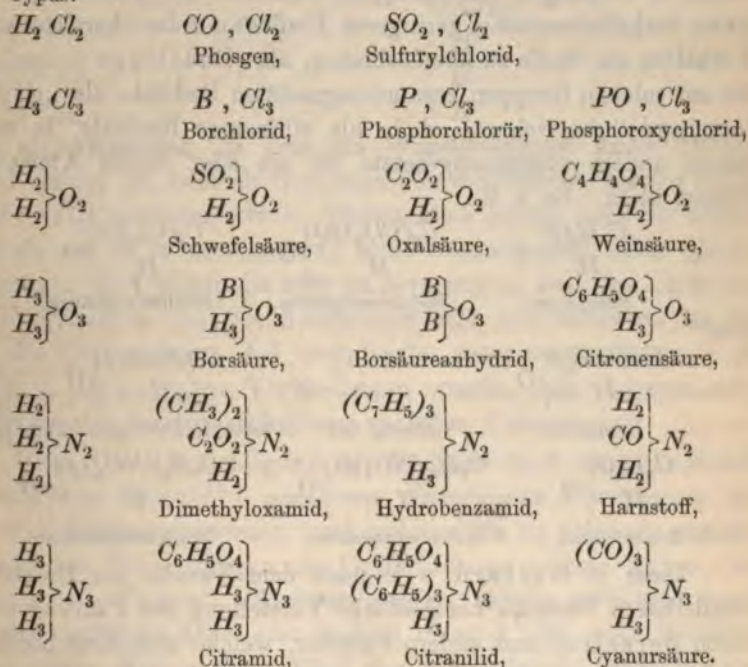 Typus:
H₂ Cl₂ CO , Cl₂ SO₂ , Cl₂
Phosgen, Sulfurylchlorid,
H₃ Cl₃ B , Cl₃ P , Cl₃ PO , Cl₃
Borchlorid, Phosphorchlorür, Phosphoroxychlorid,
H₂ SO₂ C₂O₂ C₄H₄O₄
}O₂ }O₂ }O₂ }O₂
H₂ H₂ H₂ H₂
Schwefelsäure, Oxalsäure, Weinsäure,
H₃ B B C₆H₅O₄
}O₃ }O₃ }O₃ }O₃
H₃ H₃ B H₃
Borsäure, Borsäureanhydrid, Citronensäure,
H₂ (CH₃)₂ (C₇H₅)₃ H₂
H₂}N₂ C₂O₂}N₂ }N₂ CO}N₂
H₂ H₂ H₃ H₂
Dimethyloxamid, Hydrobenzamid, Harnstoff,
H₃ C₆H₅O₄ C₆H₅O₄ (CO)₃
H₃}N₃ H₃}N₃ (C₆H₅)₃}N₃ }N₃
H₃ H₃ H₃ H₃
Citramid, Citranilid, Cyanursäure.